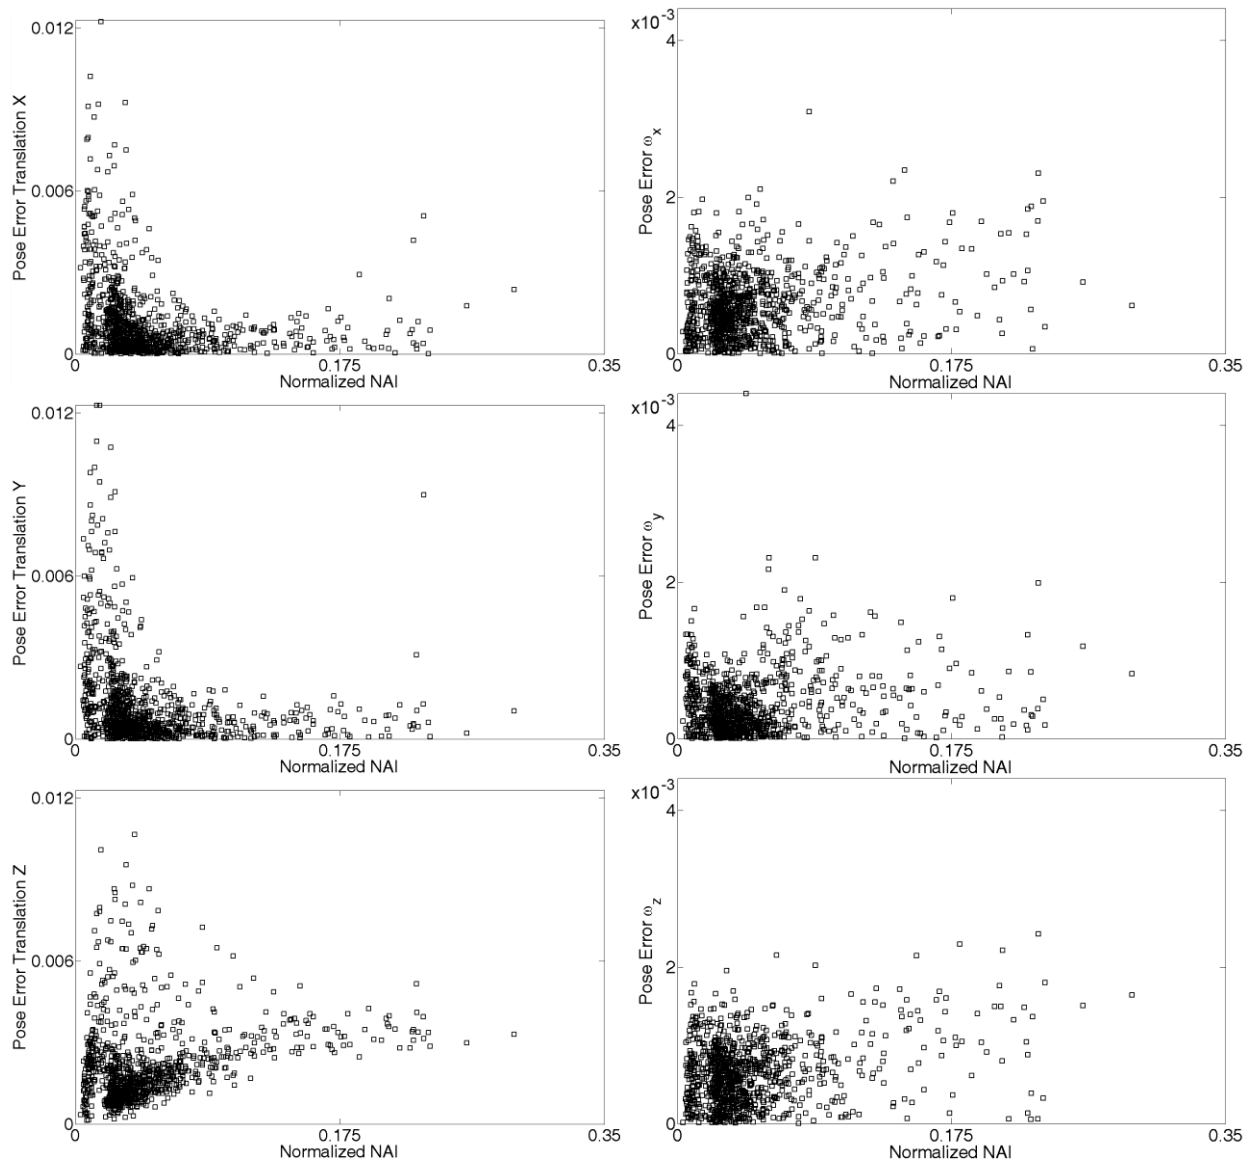 0.012
0.006
0
Pose Error Translation X
0 0.175 0.35
Normalized NAI
x10-3
4
2
0
Pose Error ωx
0 0.175 0.35
Normalized NAI
0.012
0.006
0
Pose Error Translation Y
0 0.175 0.35
Normalized NAI
x10-3
4
2
0
Pose Error ωy
0 0.175 0.35
Normalized NAI
0.012
0.006
0
Pose Error Translation Z
0 0.175 0.35
Normalized NAI
x10-3
4
2
0
Pose Error ωz
0 0.175 0.35
Normalized NAI